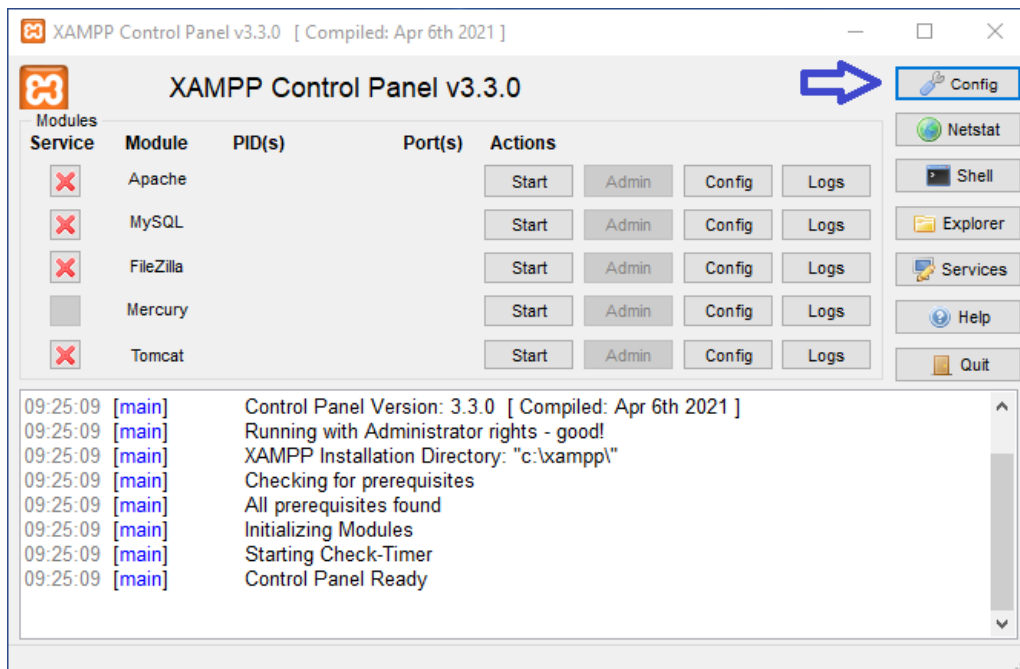 XAMPP Control Panel v3.3.0 [ Compiled: Apr 6th 2021 ]
XAMPP Control Panel v3.3.0
Config
Modules
Service Module PID(s) Port(s) Actions
Netstat
Apache Start Admin Config Logs
Shell
MySQL Start Admin Config Logs
Explorer
FileZilla Start Admin Config Logs
Services
Mercury Start Admin Config Logs
Help
Tomcat Start Admin Config Logs
Quit
09:25:09 [main] Control Panel Version: 3.3.0 [ Compiled: Apr 6th 2021 ]
09:25:09 [main] Running with Administrator rights - good!
09:25:09 [main] XAMPP Installation Directory: "c:\xampp\"
09:25:09 [main] Checking for prerequisites
09:25:09 [main] All prerequisites found
09:25:09 [main] Initializing Modules
09:25:09 [main] Starting Check-Timer
09:25:09 [main] Control Panel Ready